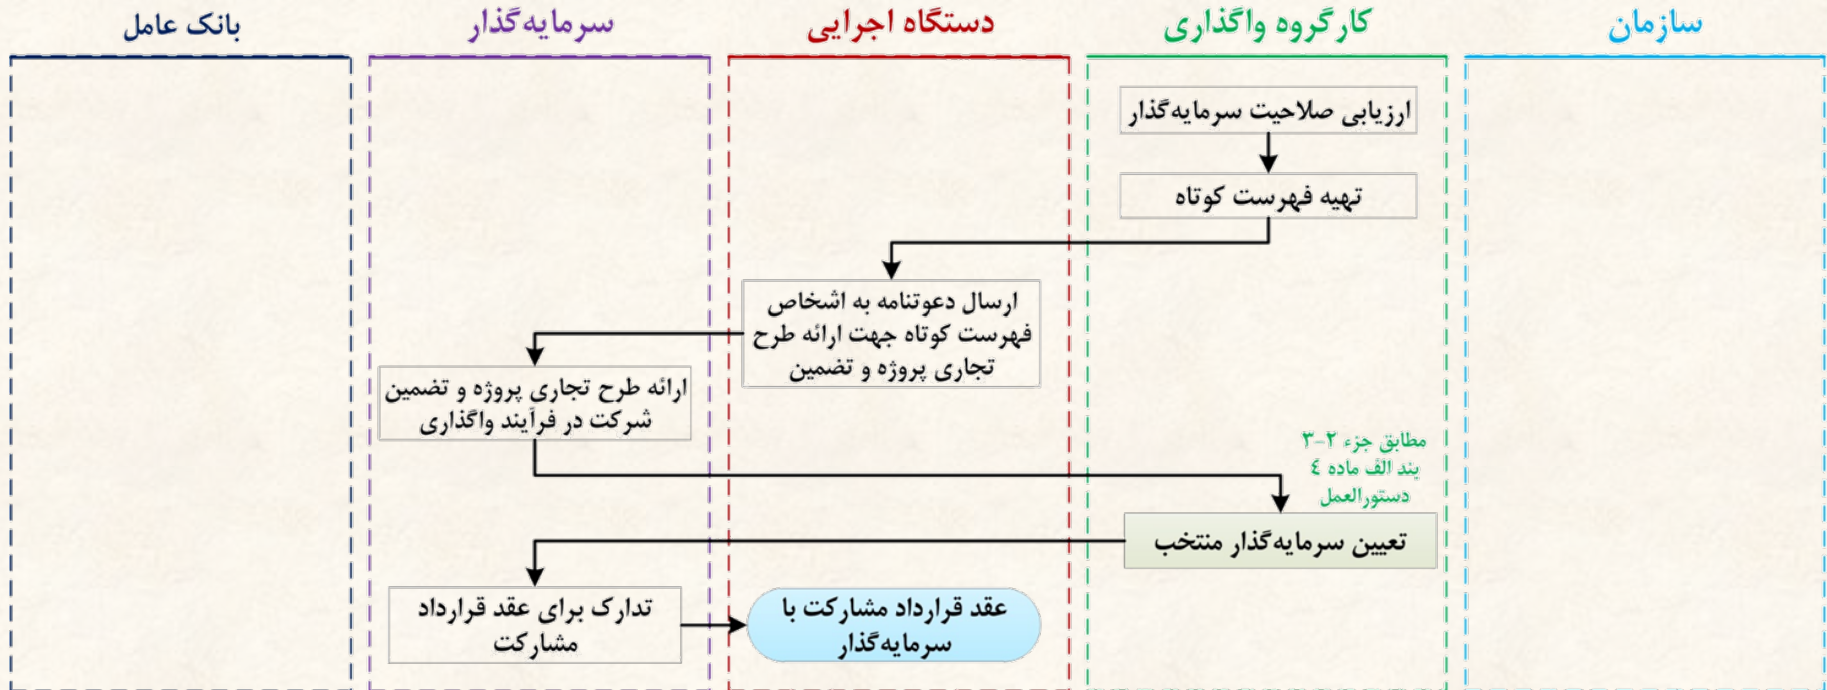 سازمان
کارگروه واگذاری
دستگاه اجرایی
سرمایه‌گذار
بانک عامل
ارزیابی صلاحیت سرمایه‌گذار
تهیه فهرست کوتاه
ارسال دعوتنامه به اشخاص
فهرست کوتاه جهت ارائه طرح
تجاری پروژه و تضمین
ارائه طرح تجاری پروژه و تضمین
شرکت در فرآیند واگذاری
مطابق جزء ۲-۳
بند الف ماده ٤
دستورالعمل
تعیین سرمایه‌گذار منتخب
تدارک برای عقد قرارداد
مشارکت
عقد قرارداد مشارکت با
سرمایه‌گذار